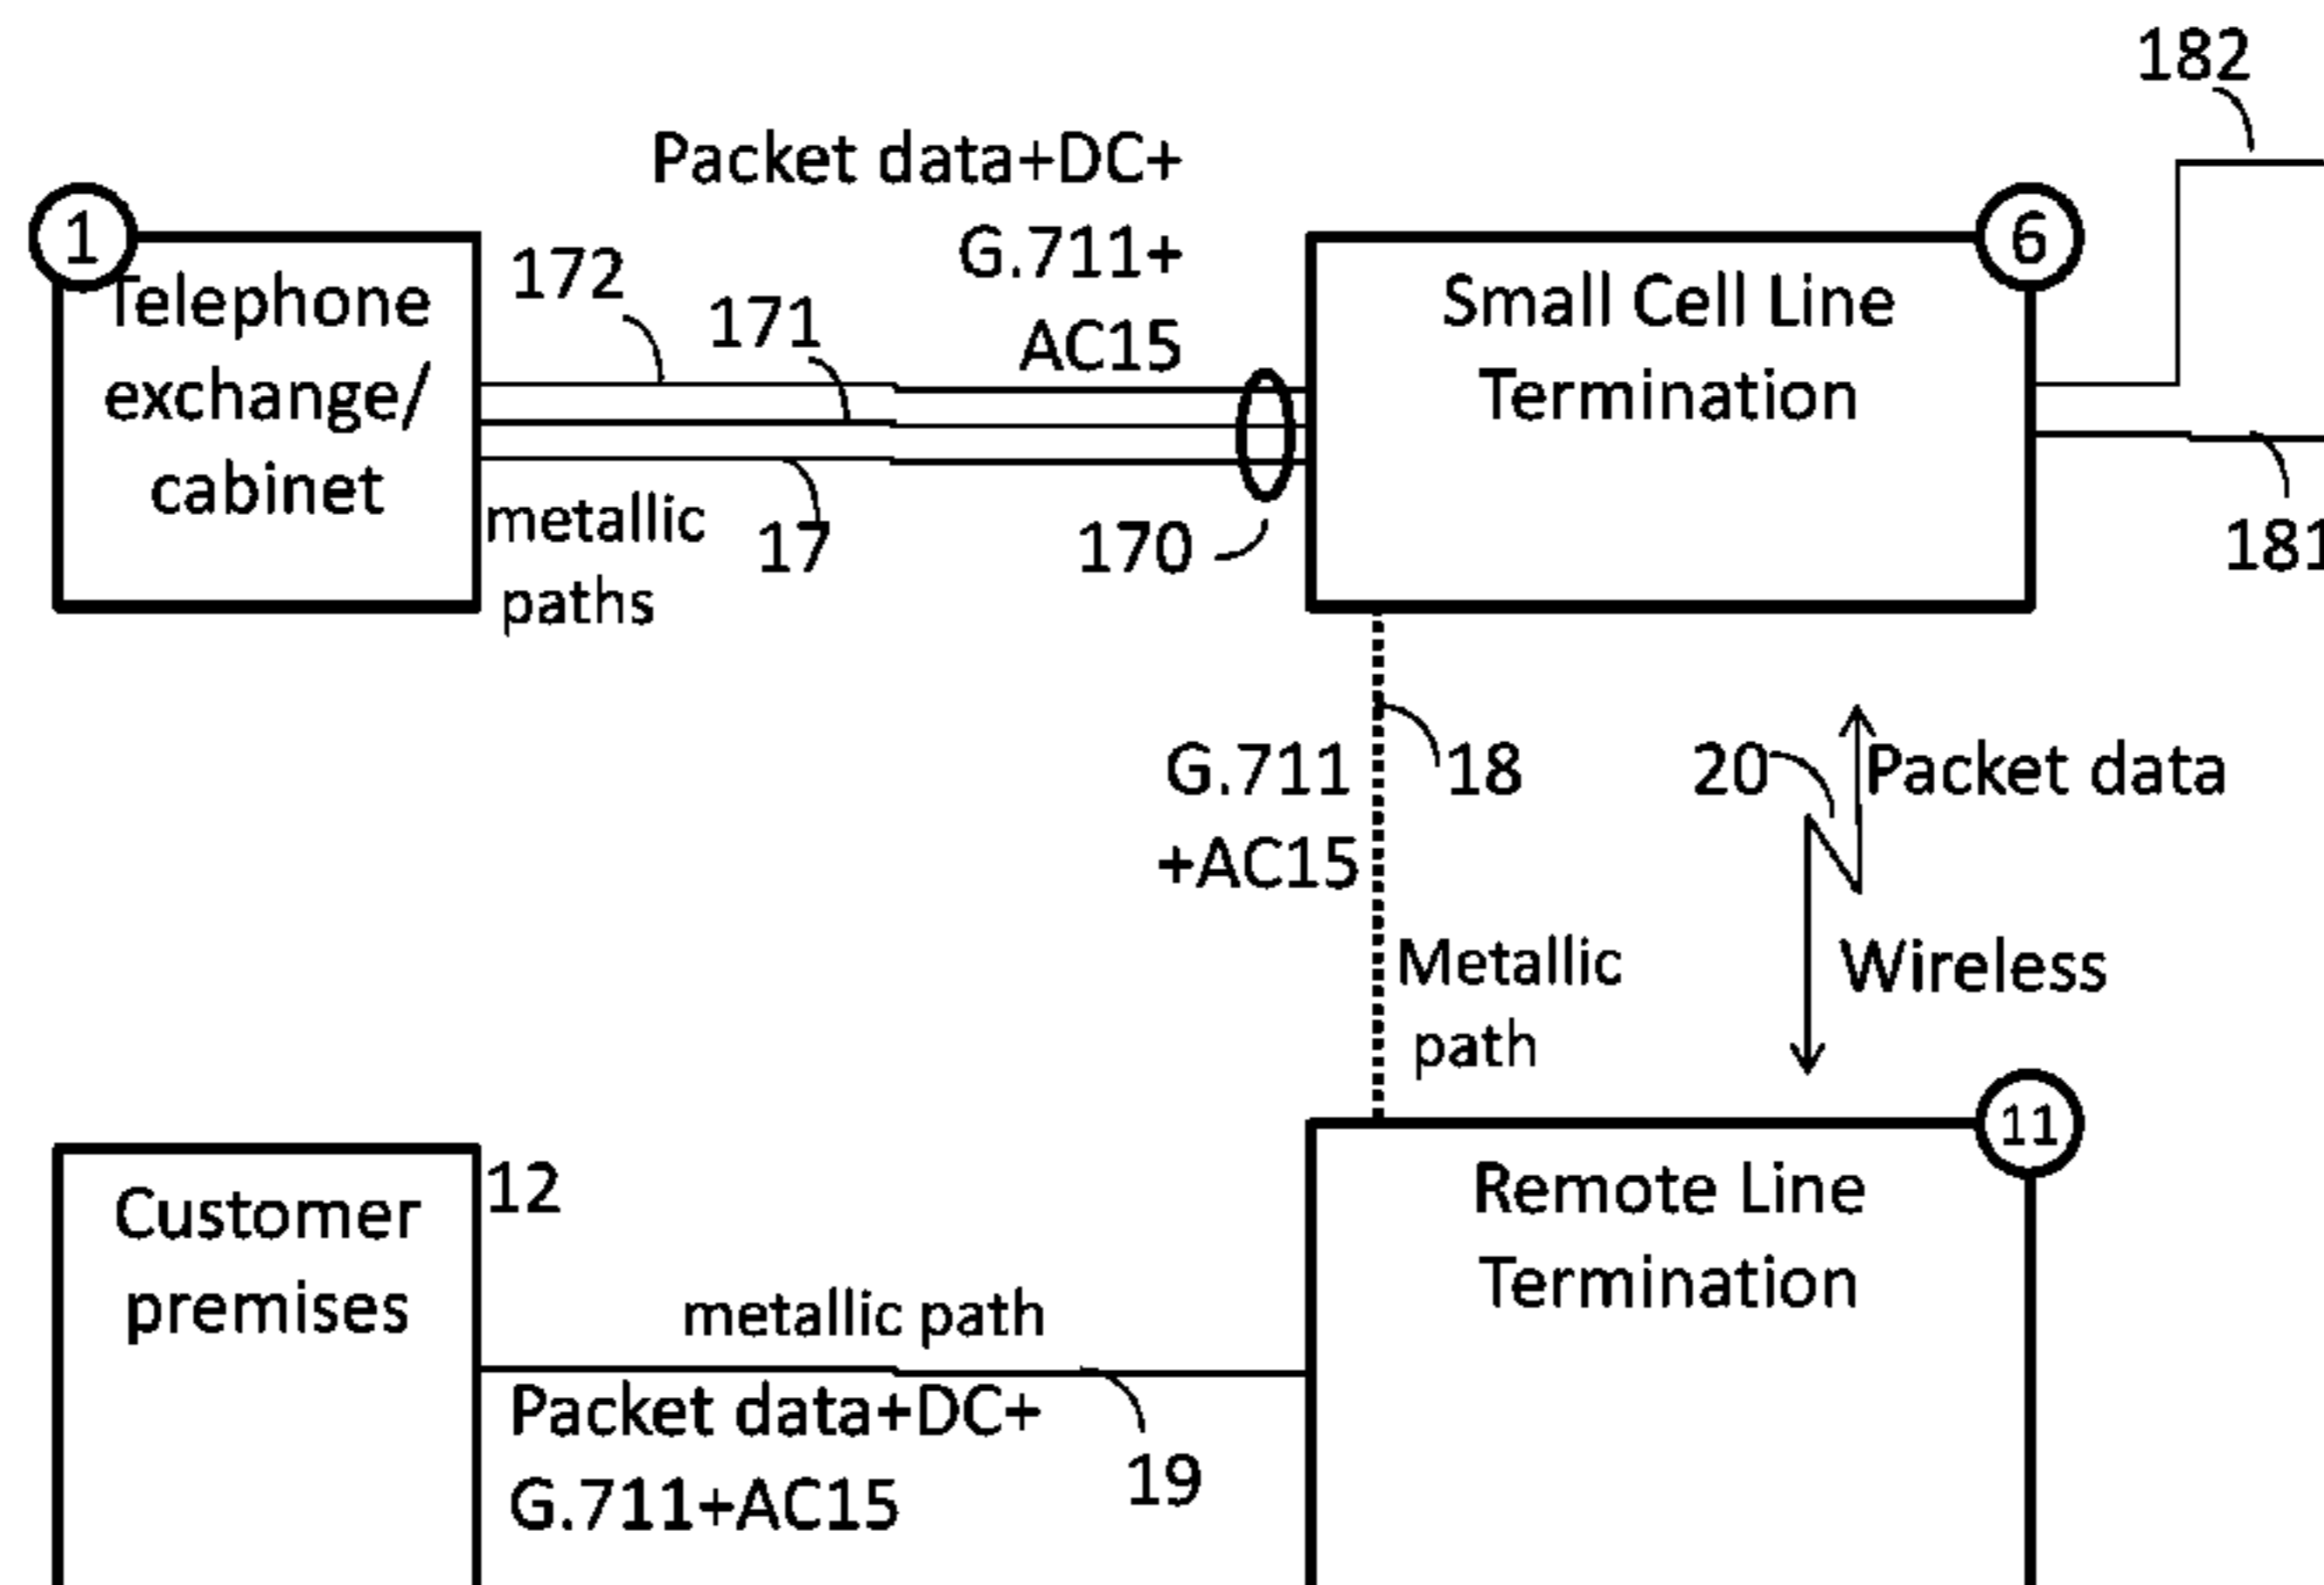 182
Packet data+DC+
G.711+
AC15
1
6
Telephone
exchange/
cabinet
172
171
Small Cell Line
Termination
metallic
paths
17
170
181
G.711
+AC15
18
20
Packet data
Metallic
path
Wireless
11
Customer
premises
12
Remote Line
Termination
metallic path
Packet data+DC+
G.711+AC15
19